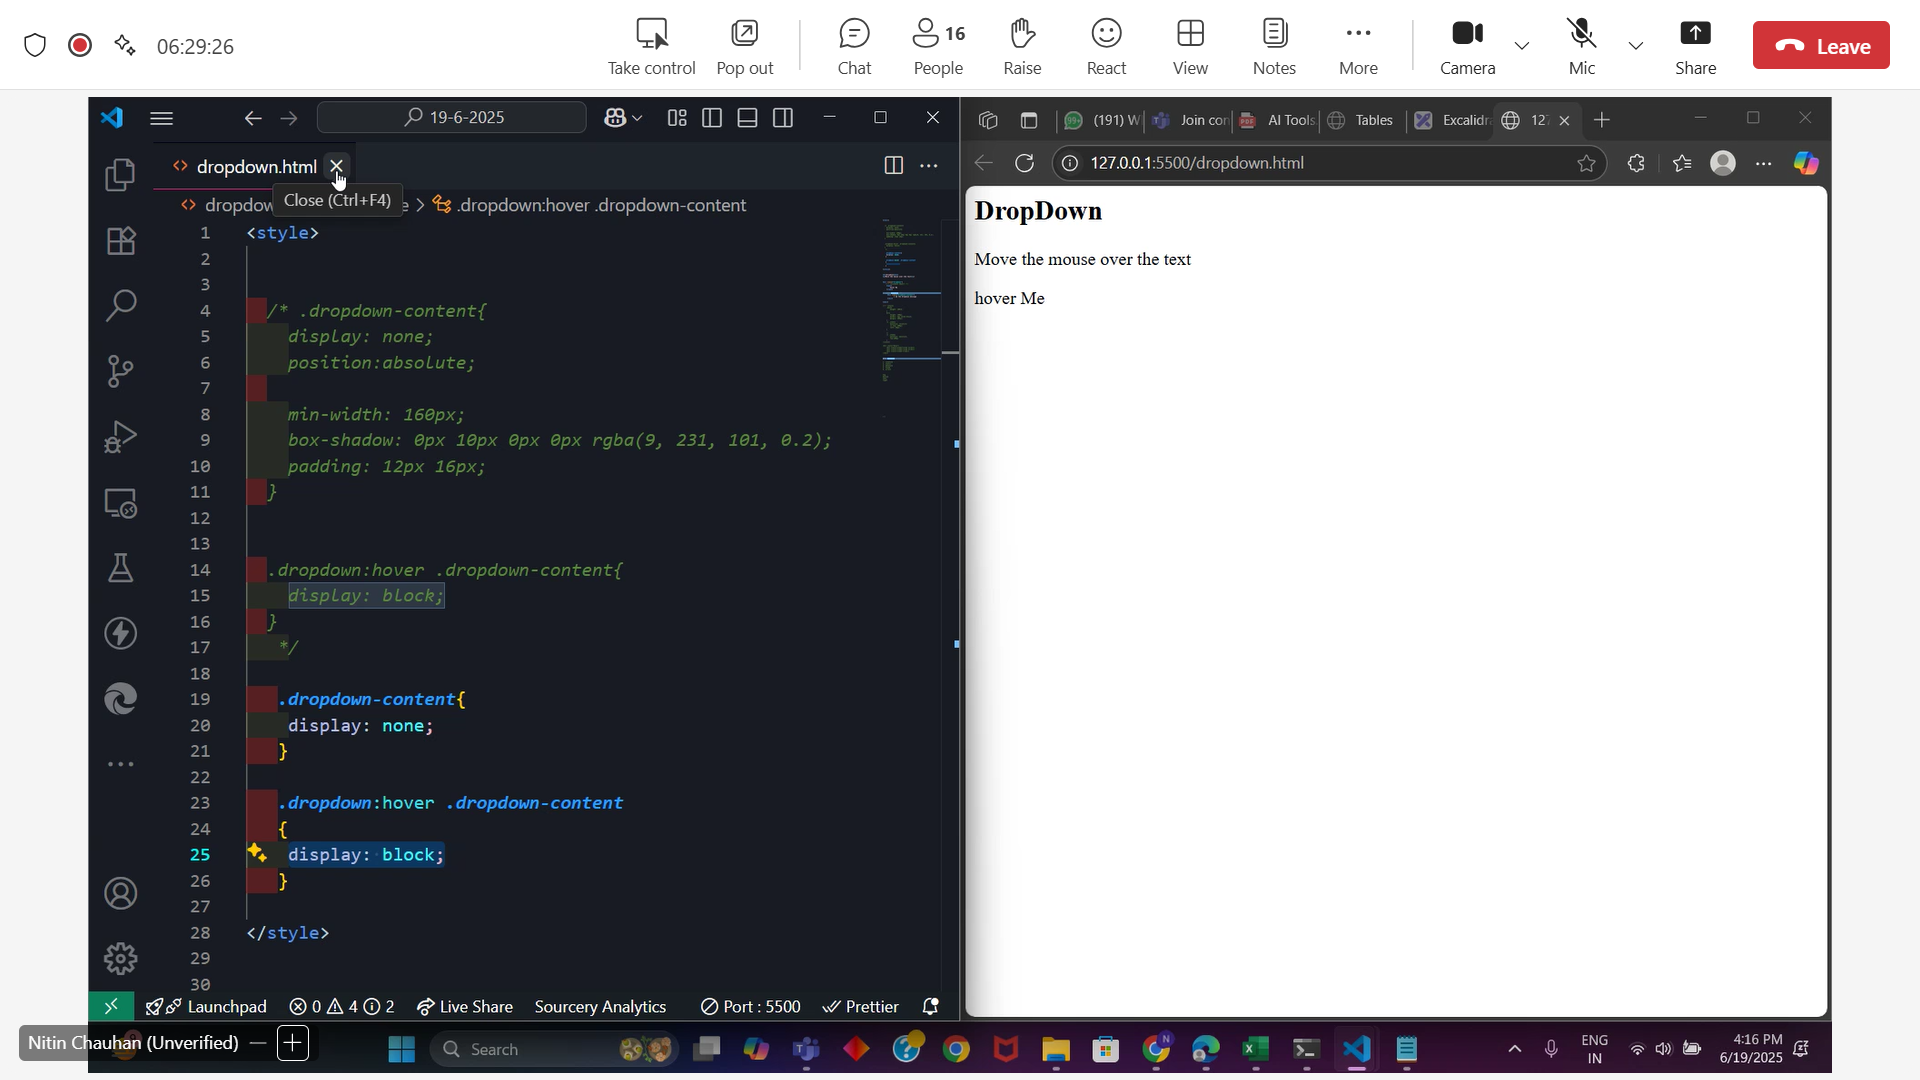 06:29:26
Take control
Pop out
Chat
16
People
Raise
React
View
Notes
More
Camera
Mic
Share
Leave
19-6-2025
dropdown.html
Close (Ctrl+F4)
dropdow
e > .dropdown:hover .dropdown-content
1 <style>
2
3
4 /* .dropdown-content{
5 display: none;
6 position:absolute;
7
8 min-width: 160px;
9 box-shadow: 0px 10px 0px 0px rgba(9, 231, 101, 0.2);
10 padding: 12px 16px;
11 }
12
13
14 .dropdown:hover .dropdown-content{
15 display: block;
16 }
17 */
18
19 .dropdown-content{
20 display: none;
21 }
22
23 .dropdown:hover .dropdown-content
24 {
25 display: block;
26 }
27
28 </style>
29
30
Launchpad 0 4 2 Live Share Sourcery Analytics Port : 5500 Prettier
99+ (191) W Join con AI Tools Tables Excalidra 127
127.0.0.1:5500/dropdown.html
DropDown
Move the mouse over the text
hover Me
Nitin Chauhan (Unverified)
Search
ENG
IN
4:16 PM
6/19/2025